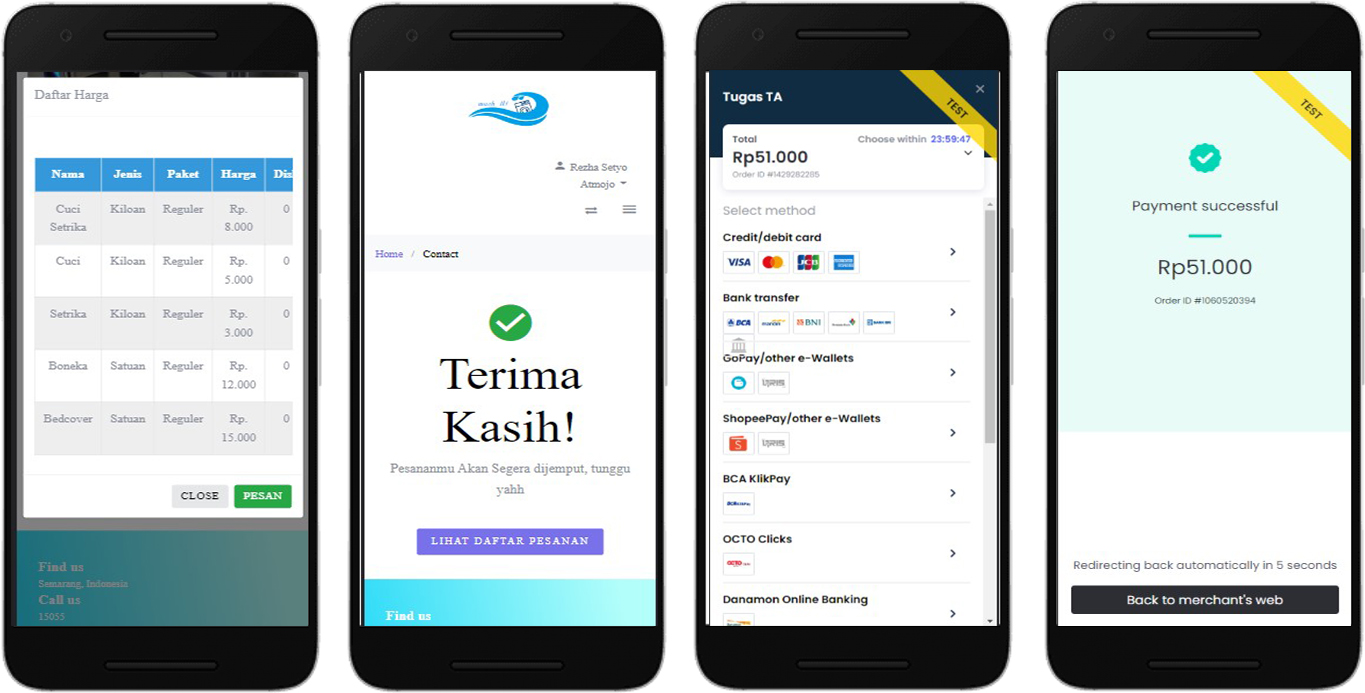 Daftar Harga
Nama Jenis Paket Harga Dis
Cuci Setrika Kiloan Reguler Rp. 8.000 0
Cuci Kiloan Reguler Rp. 5.000 0
Setrika Kiloan Reguler Rp. 3.000 0
Boneka Satuan Reguler Rp. 12.000 0
Bedcover Satuan Reguler Rp. 15.000 0
CLOSE PESAN
Find us
Semarang, Indonesia
Call us
15055
Rezha Setyo
Atmojo
Home / Contact
Terima
Kasih!
Pesananmu Akan Segera dijemput, tunggu
yahh
LIHAT DAFTAR PESANAN
Find us
Tugas TA
TEST
Total Choose within 23:59:47
Rp51.000
Order ID #1429282265
Select method
Credit/debit card
VISA JCB
Bank transfer
BCA mandiri BNI
GoPay/other e-Wallets
ShopeePay/other e-Wallets
BCA KlikPay
OCTO Clicks
OCTO
Danamon Online Banking
TEST
Payment successful
Rp51.000
Order ID #1060520394
Redirecting back automatically in 5 seconds
Back to merchant's web